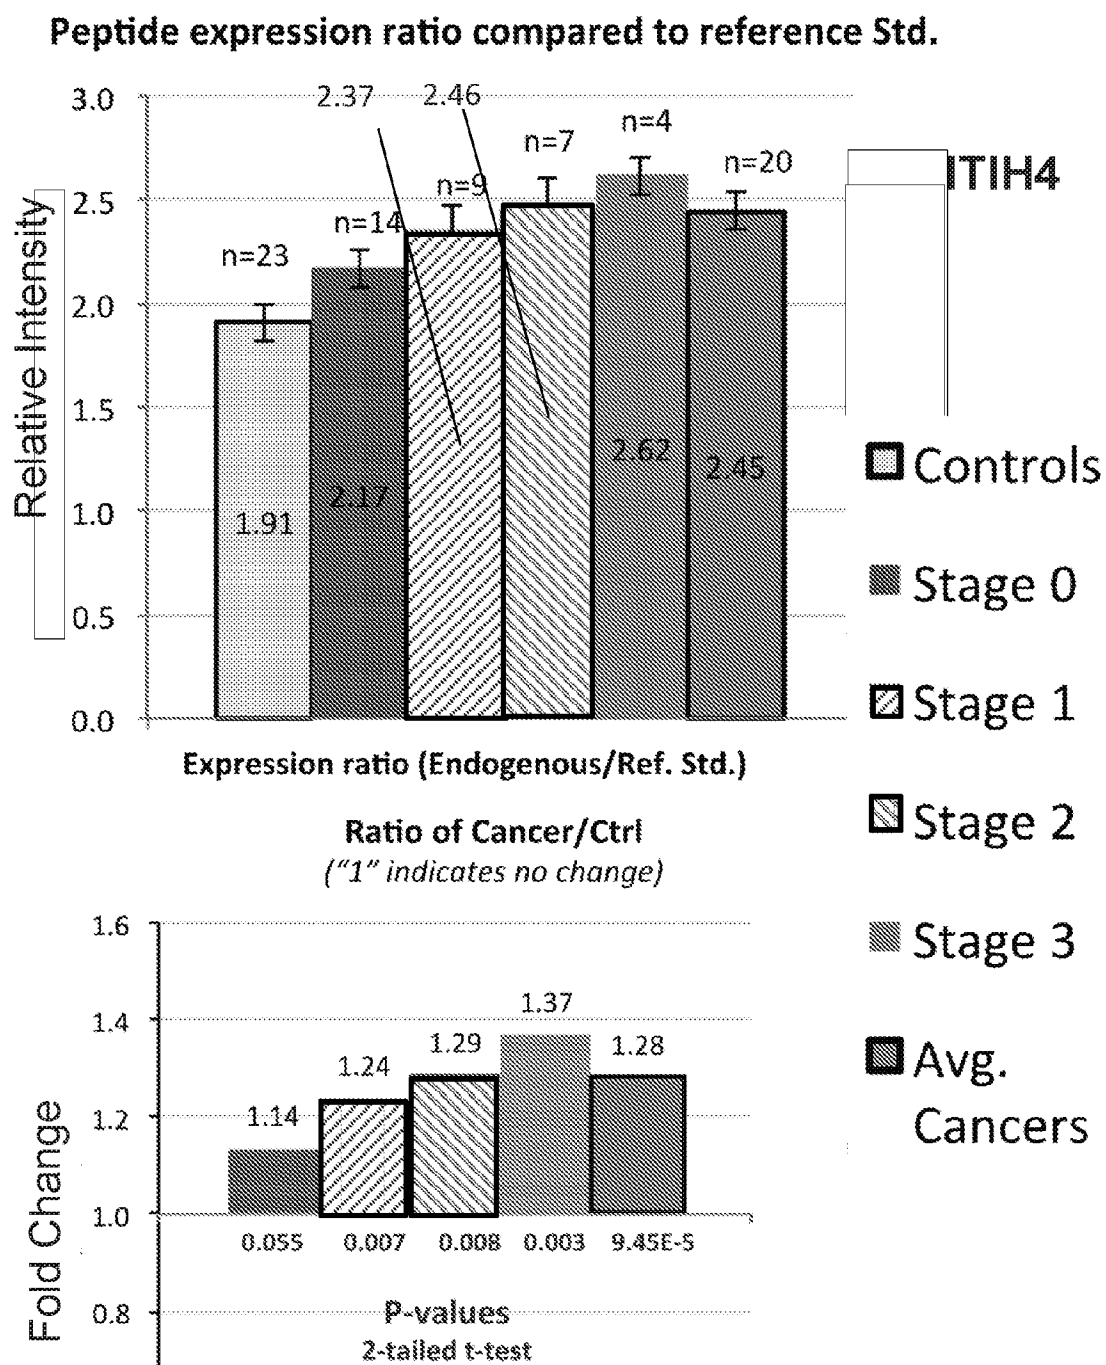 Peptide expression ratio compared to reference Std.
3.0
2.5
2.0
1.5
1.0
0.5
0.0
Relative Intensity
2.37
2.46
n=23
n=14
n=9
n=7
n=4
n=20
1.91
2.17
2.62
2.45
ITIH4
Expression ratio (Endogenous/Ref. Std.)
Controls
Stage 0
Stage 1
Stage 2
Stage 3
Avg.
Cancers
Ratio of Cancer/Ctrl
("1" indicates no change)
1.6
1.4
1.2
1.0
0.8
Fold Change
1.14
1.24
1.29
1.37
1.28
0.055
0.007
0.008
0.003
9.45E-5
P-values
2-tailed t-test